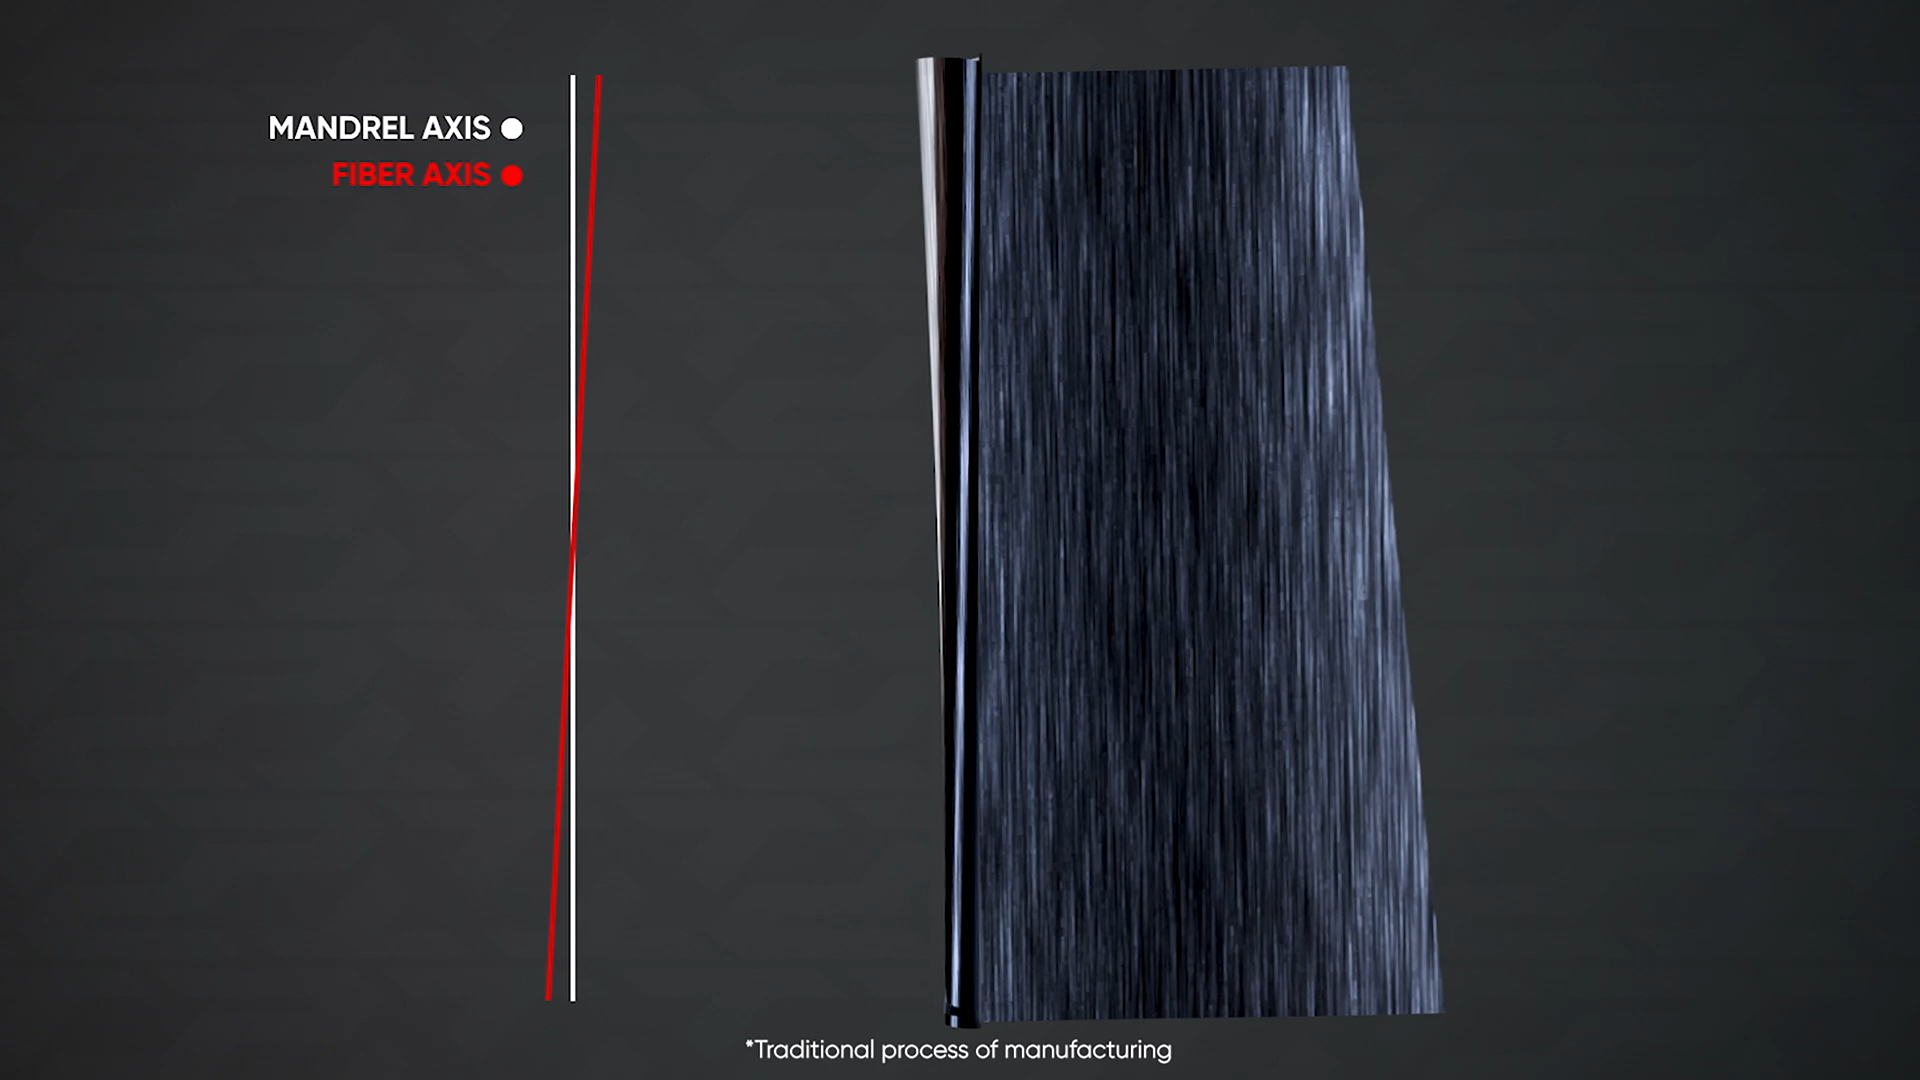 MANDREL AXIS
FIBER AXIS
*Traditional process of manufacturing